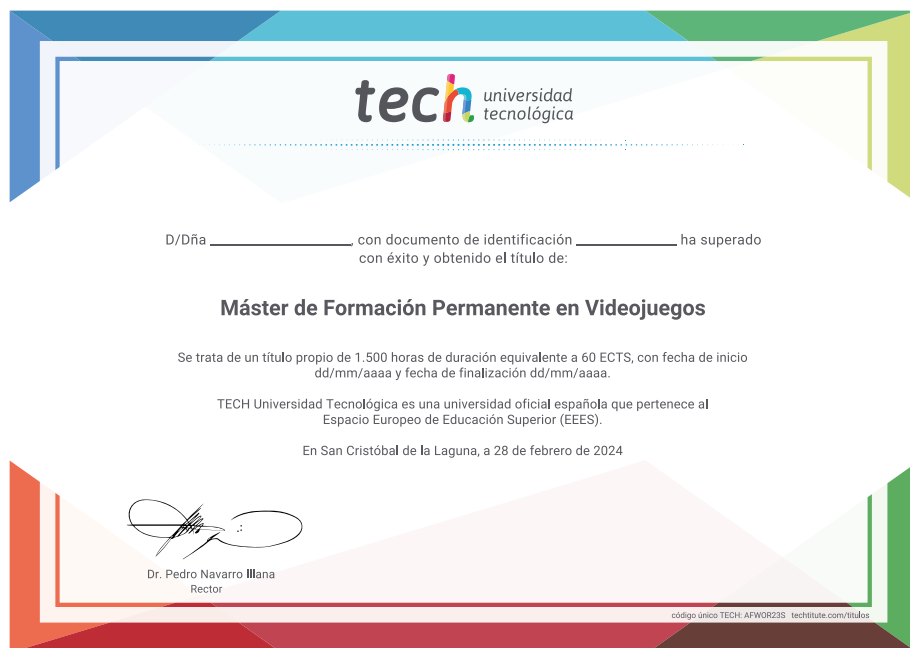 tech universidad
tecnológica
D/Dña ________________, con documento de identificación ____________ ha superado
con éxito y obtenido el título de:
Máster de Formación Permanente en Videojuegos
Se trata de un título propio de 1.500 horas de duración equivalente a 60 ECTS, con fecha de inicio
dd/mm/aaaa y fecha de finalización dd/mm/aaaa.
TECH Universidad Tecnológica es una universidad oficial española que pertenece al
Espacio Europeo de Educación Superior (EEES).
En San Cristóbal de la Laguna, a 28 de febrero de 2024
Dr. Pedro Navarro Illana
Rector
código único TECH: AFWOR23S techtitute.com/titulos